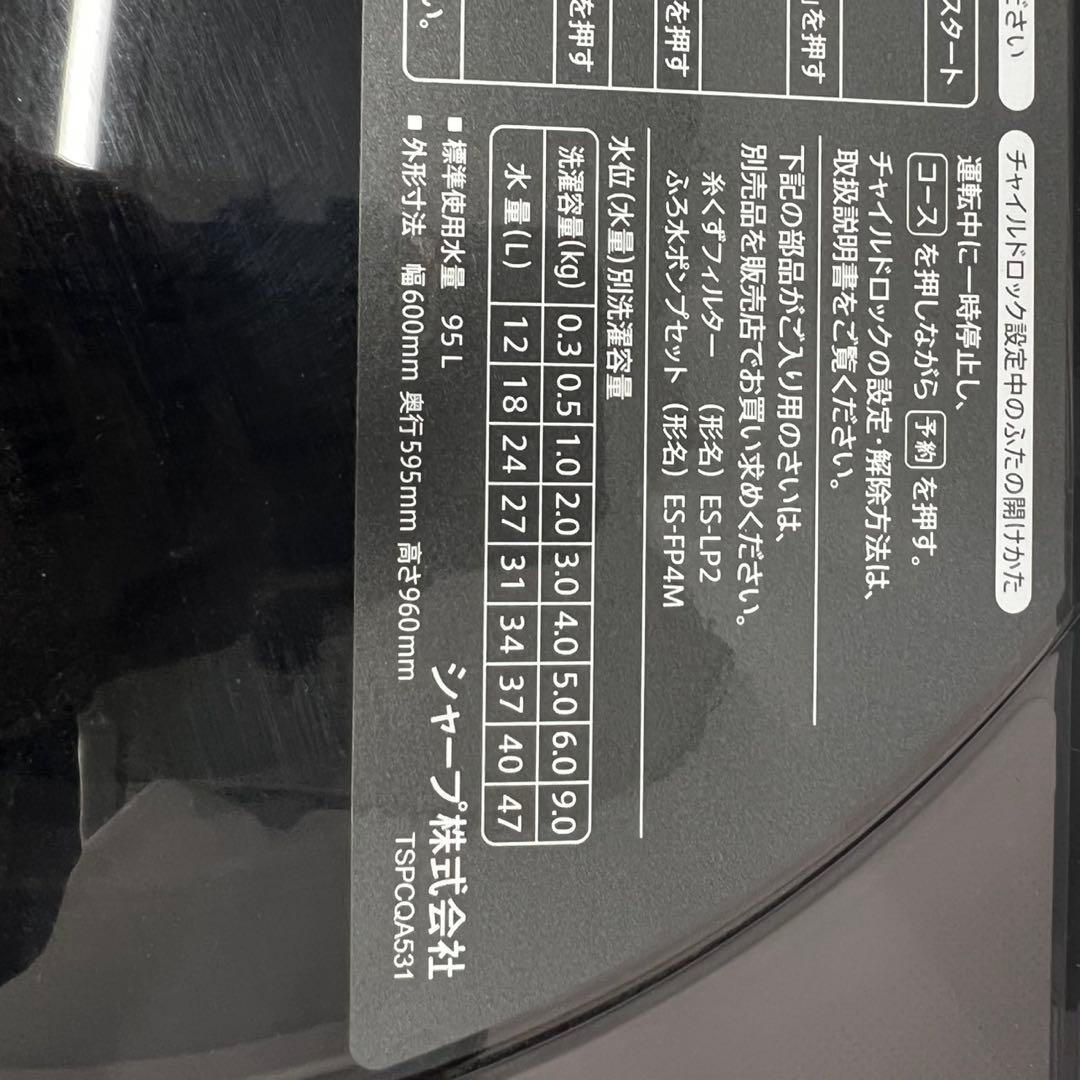 ださい
スタート
を押す
を押す
を押す
い。
チャイルドロック設定中のふたの開けかた
運転中に一時停止し、
コース を押しながら 予約 を押す。
チャイルドロックの設定・解除方法は、
取扱説明書をご覧ください。
下記の部品がご入り用のさいは、
別売品を販売店でお買い求めください。
糸くずフィルター (形名) ES-LP2
ふろ水ポンプセット (形名) ES-FP4M
水位(水量)別洗濯容量
洗濯容量(kg) 0.3 0.5 1.0 2.0 3.0 4.0 5.0 6.0 9.0
水量(L) 12 18 24 27 31 34 37 40 47
■ 標準使用水量 95L
■ 外形寸法 幅600mm 奥行595mm 高さ960mm
シャープ株式会社
TSPCQA531